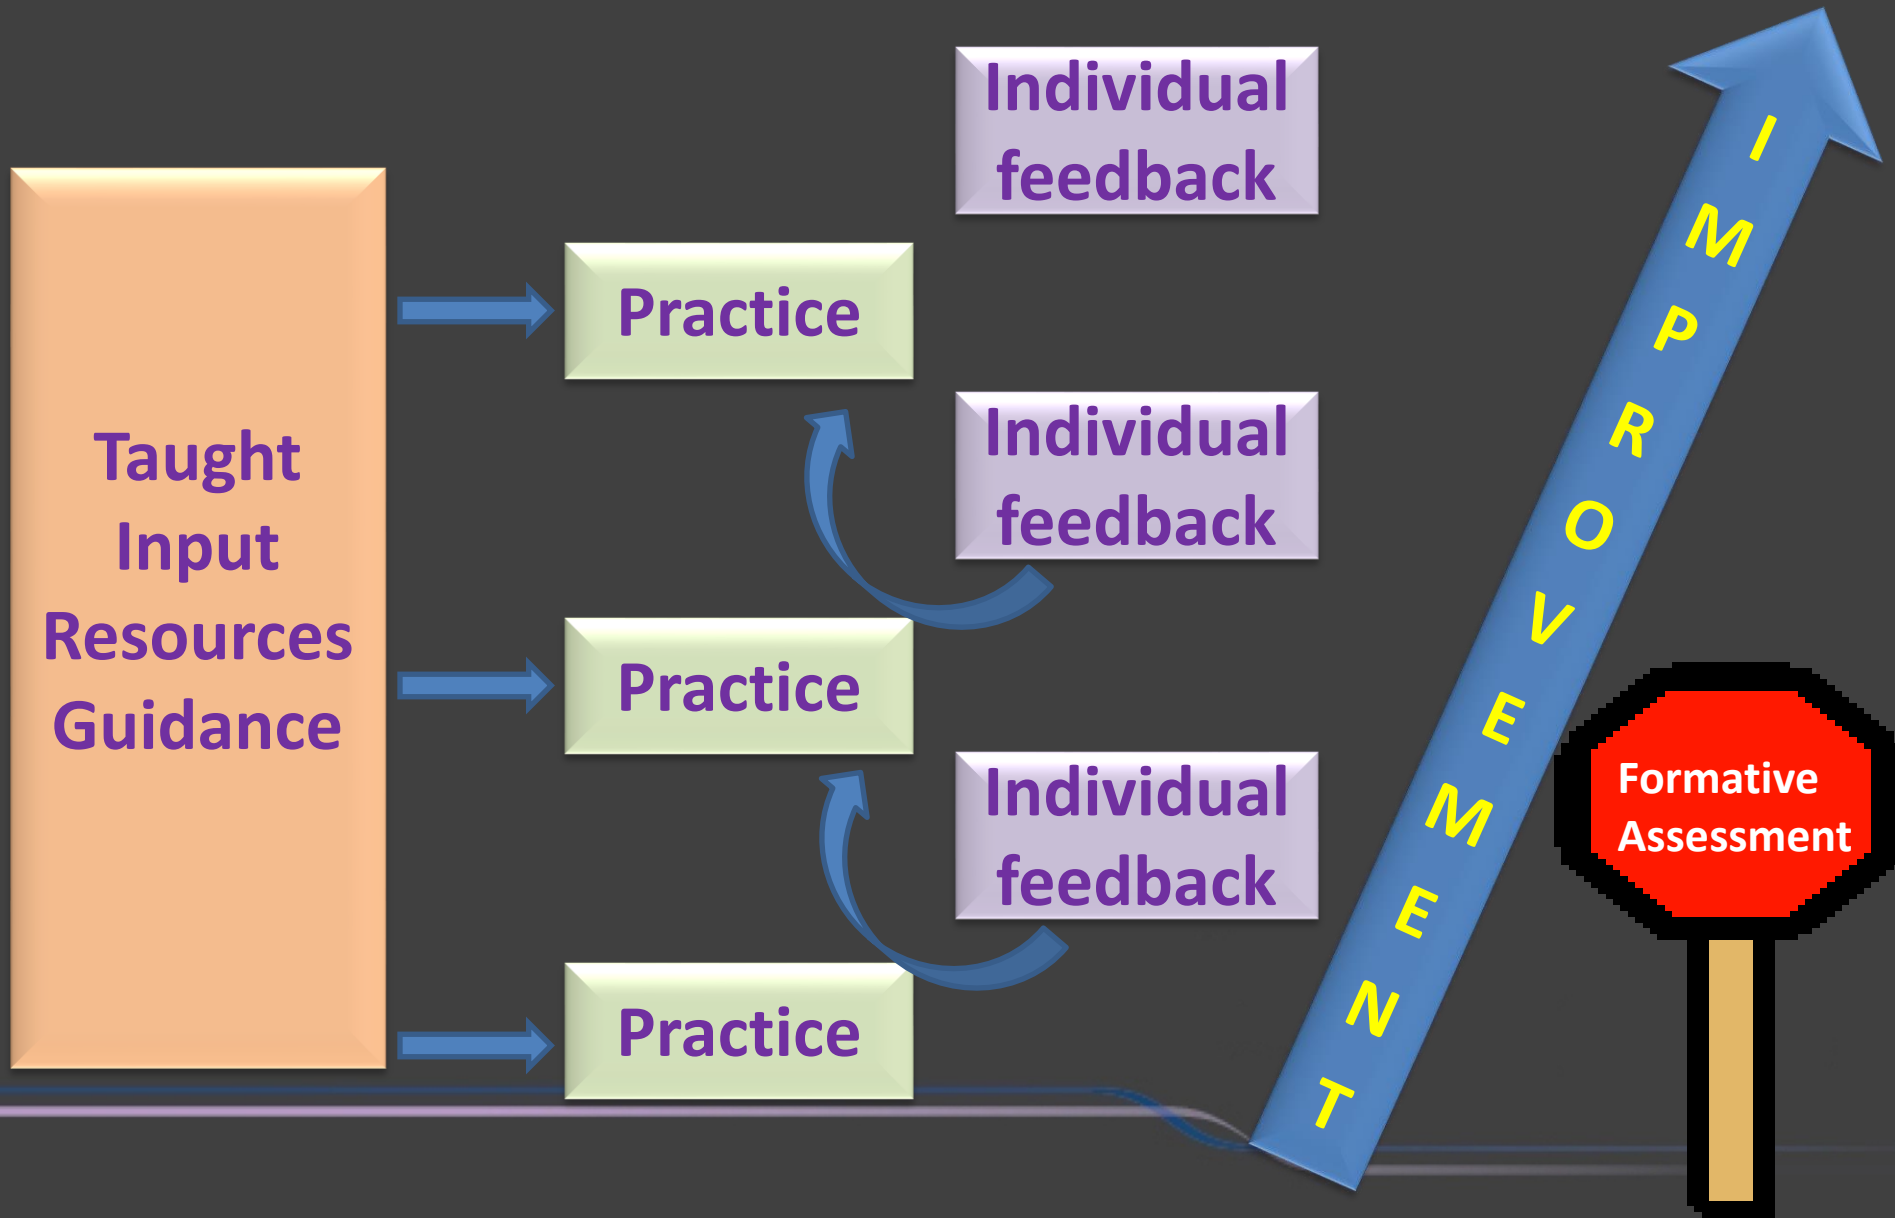 Taught
Input
Resources
Guidance
Individual
feedback
Practice
Individual
feedback
Practice
Individual
feedback
Practice
IMPROVEMENT
Formative
Assessment